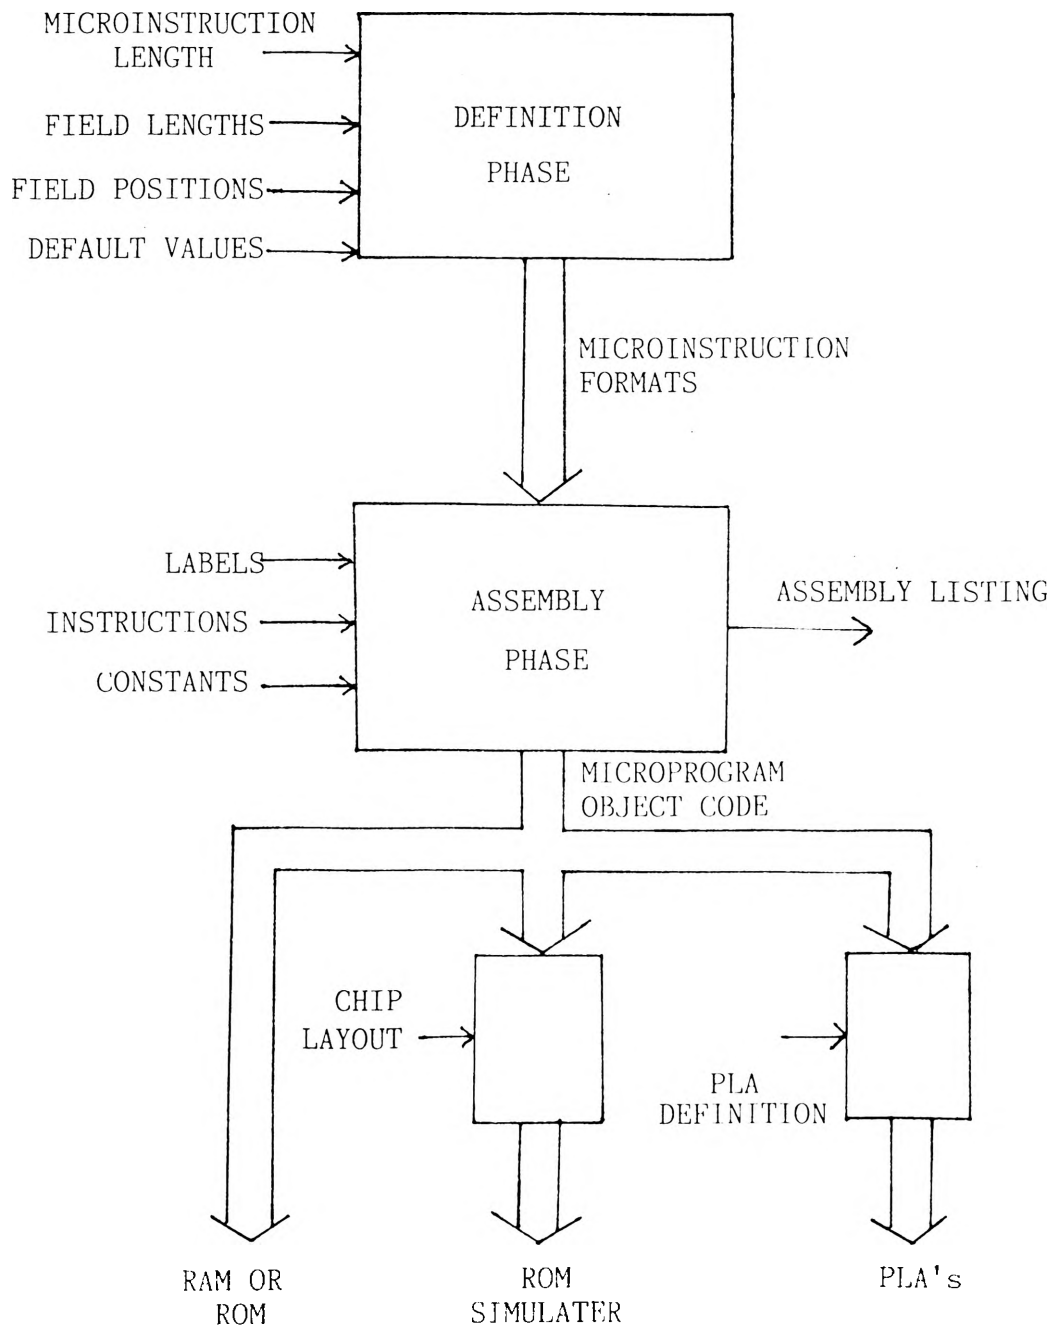 MICROINSTRUCTION
LENGTH
FIELD LENGTHS
FIELD POSITIONS
DEFAULT VALUES
DEFINITION
PHASE
MICROINSTRUCTION
FORMATS
LABELS
INSTRUCTIONS
CONSTANTS
ASSEMBLY
PHASE
ASSEMBLY LISTING
MICROPROGRAM
OBJECT CODE
CHIP
LAYOUT
PLA
DEFINITION
RAM OR
ROM
ROM
SIMULATER
PLA's